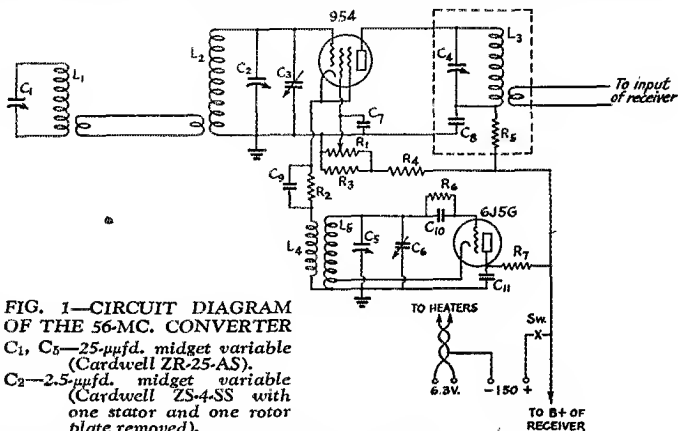 954
L₃
C₄
L₂
C₂
C₃
L₁
C₁
To input
of receiver
C₇
C₈
R₅
R₁
R₃
R₄
C₉
R₂
R₆
6J5G
L₄
L₅
C₅
C₆
C₁₀
R₇
C₁₁
FIG. 1—CIRCUIT DIAGRAM
OF THE 56-MC. CONVERTER
C₁, C₅—25-μμfd. midget variable
(Cardwell ZR-25-AS).
C₂—2.5-μμfd. midget variable
(Cardwell ZS-4-SS with
one stator and one rotor
plate removed).
TO HEATERS
Sw.
X
6.3V.
-150 +
TO B+ OF
RECEIVER